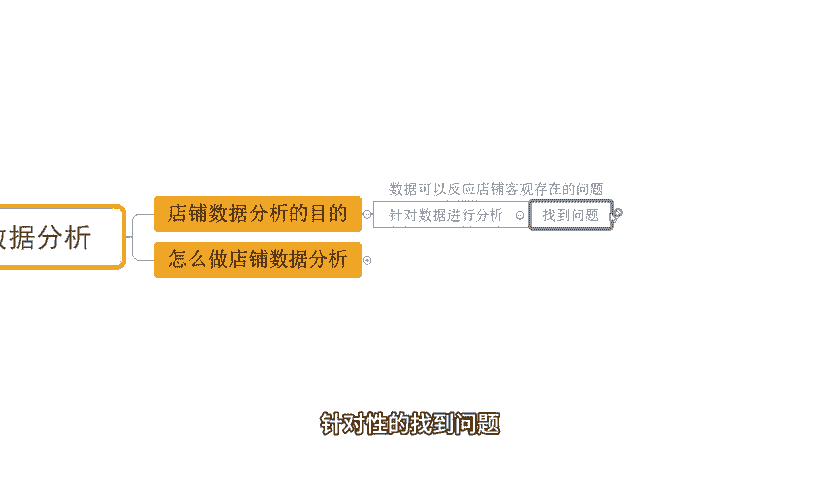 数据可以反应店铺客观存在的问题
店铺数据分析的目的
针对数据进行分析
找到问题
据分析
怎么做店铺数据分析
针对性的找到问题